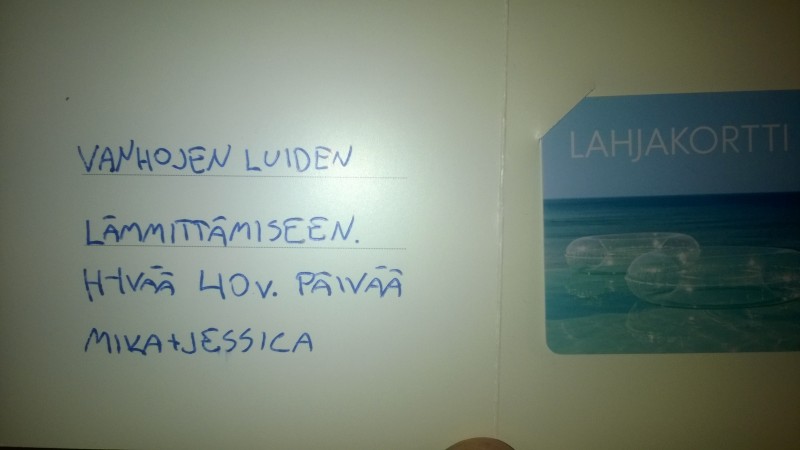 VANHOJEN LUIDEN
LÄMMITTÄMISEEN.
HYVÄÄ 40V. PÄIVÄÄ
MIKA+JESSICA
LAHJAKORTTI